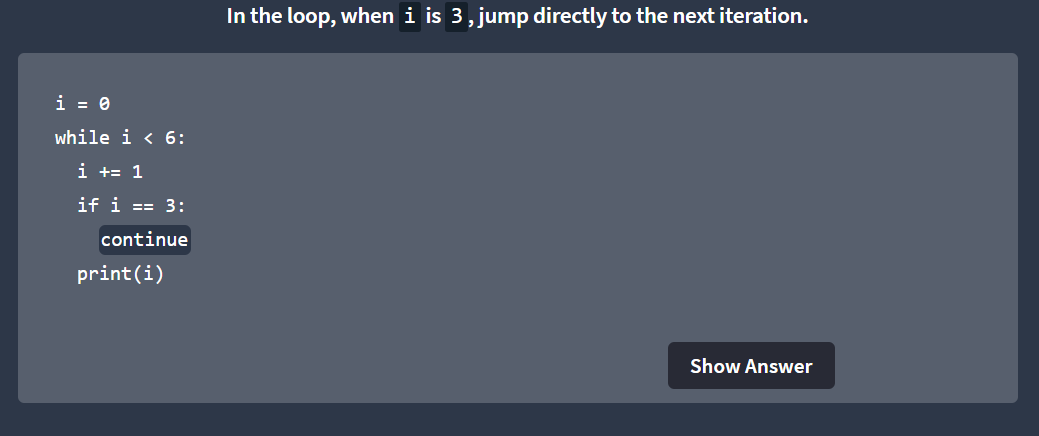 In the loop, when i is 3, jump directly to the next iteration.
i = 0
while i < 6:
  i += 1
  if i == 3:
    continue
  print(i)
Show Answer